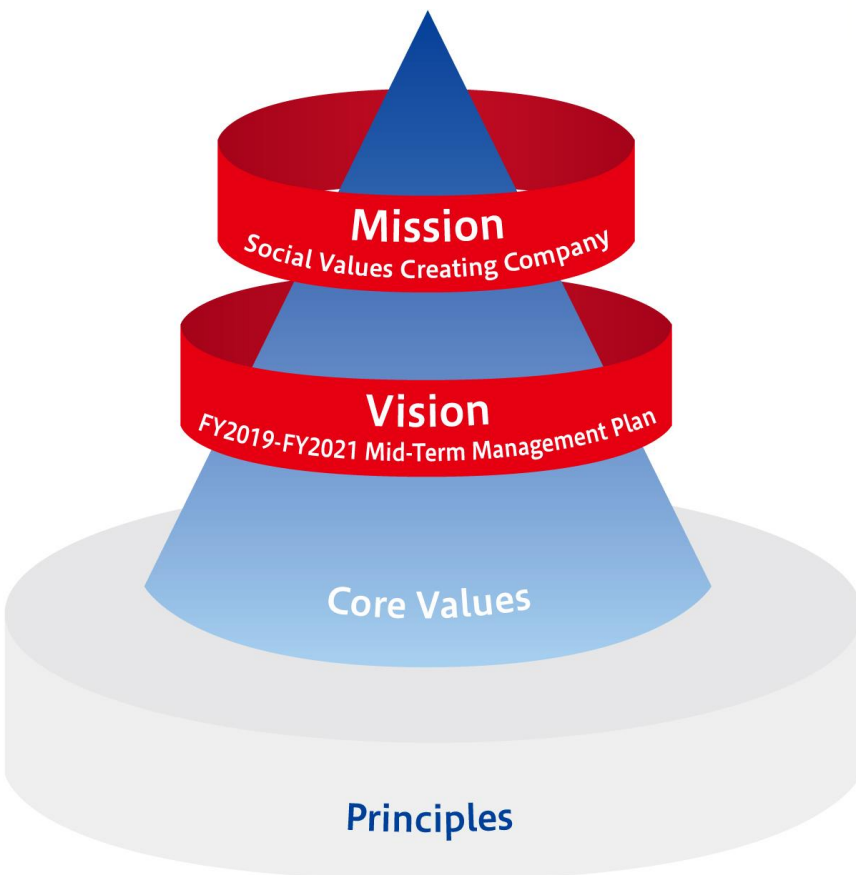 Mission
Social Values Creating Company
Vision
FY2019-FY2021 Mid-Term Management Plan
Core Values
Principles